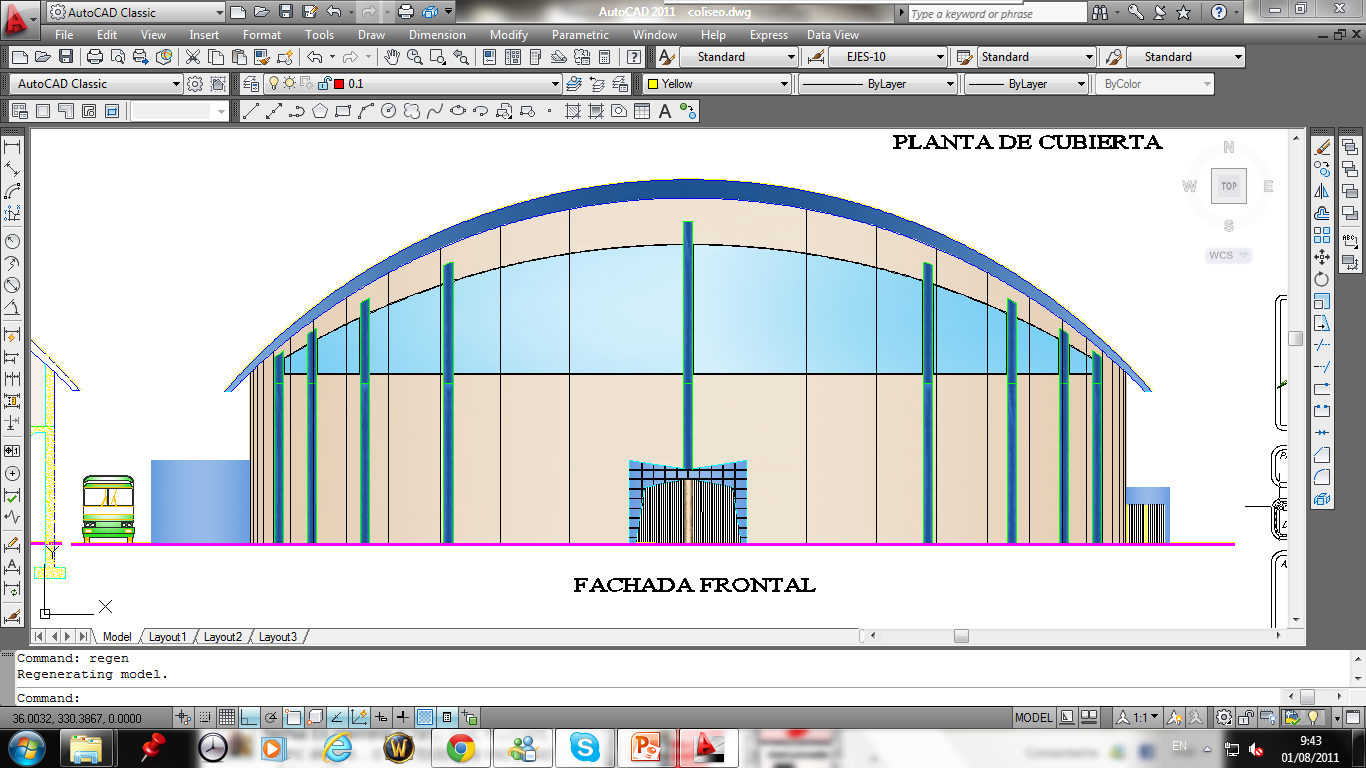 AutoCAD Classic
AutoCAD 2011 coliseo.dwg
Type a keyword or phrase
File Edit View Insert Format Tools Draw Dimension Modify Parametric Window Help Express Data View
Standard EJES-10 Standard Standard
AutoCAD Classic 0.1 Yellow ByLayer ByLayer ByColor
A
ABC
PLANTA DE CUBIERTA
N
W TOP E
S
WCS
FACHADA FRONTAL
X
Model Layout1 Layout2 Layout3
Command: regen
Regenerating model.
Command:
36.0032, 330.3867, 0.0000
MODEL 1:1
EN
9:43
01/08/2011